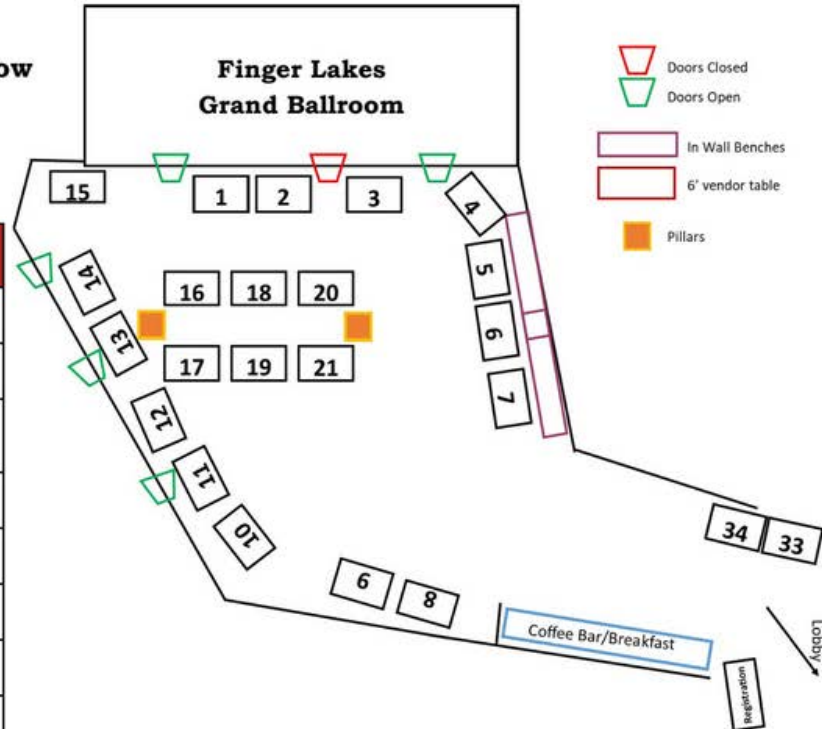 ow
Finger Lakes
Grand Ballroom
Doors Closed
Doors Open
In Wall Benches
6' vendor table
Pillars
15
1
2
3
4
5
6
7
14
13
12
11
10
16
18
20
17
19
21
9
8
34
33
Coffee Bar/Breakfast
Lobby
Registration